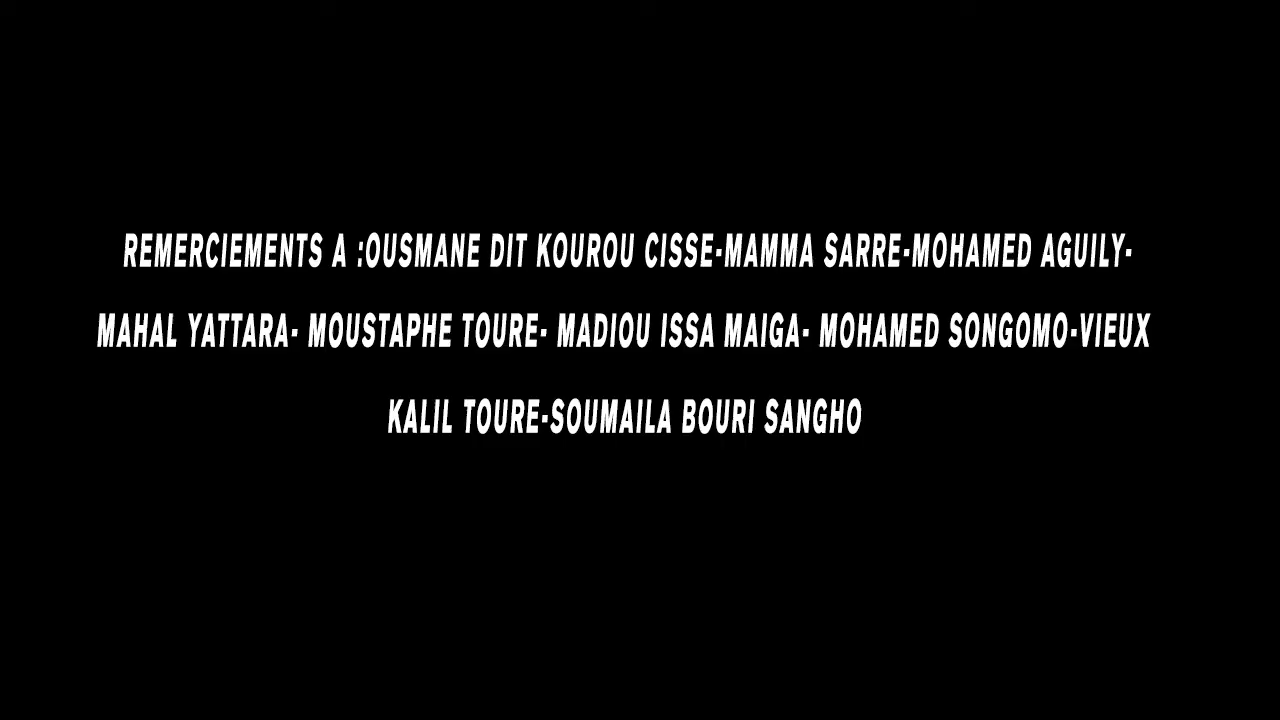 REMERCIEMENTS A :OUSMANE DIT KOUROU CISSE-MAMMA SARRE-MOHAMED AGUILY-
MAHAL YATTARA- MOUSTAPHE TOURE- MADIOU ISSA MAIGA- MOHAMED SONGOMO-VIEUX
KALIL TOURE-SOUMAILA BOURI SANGHO